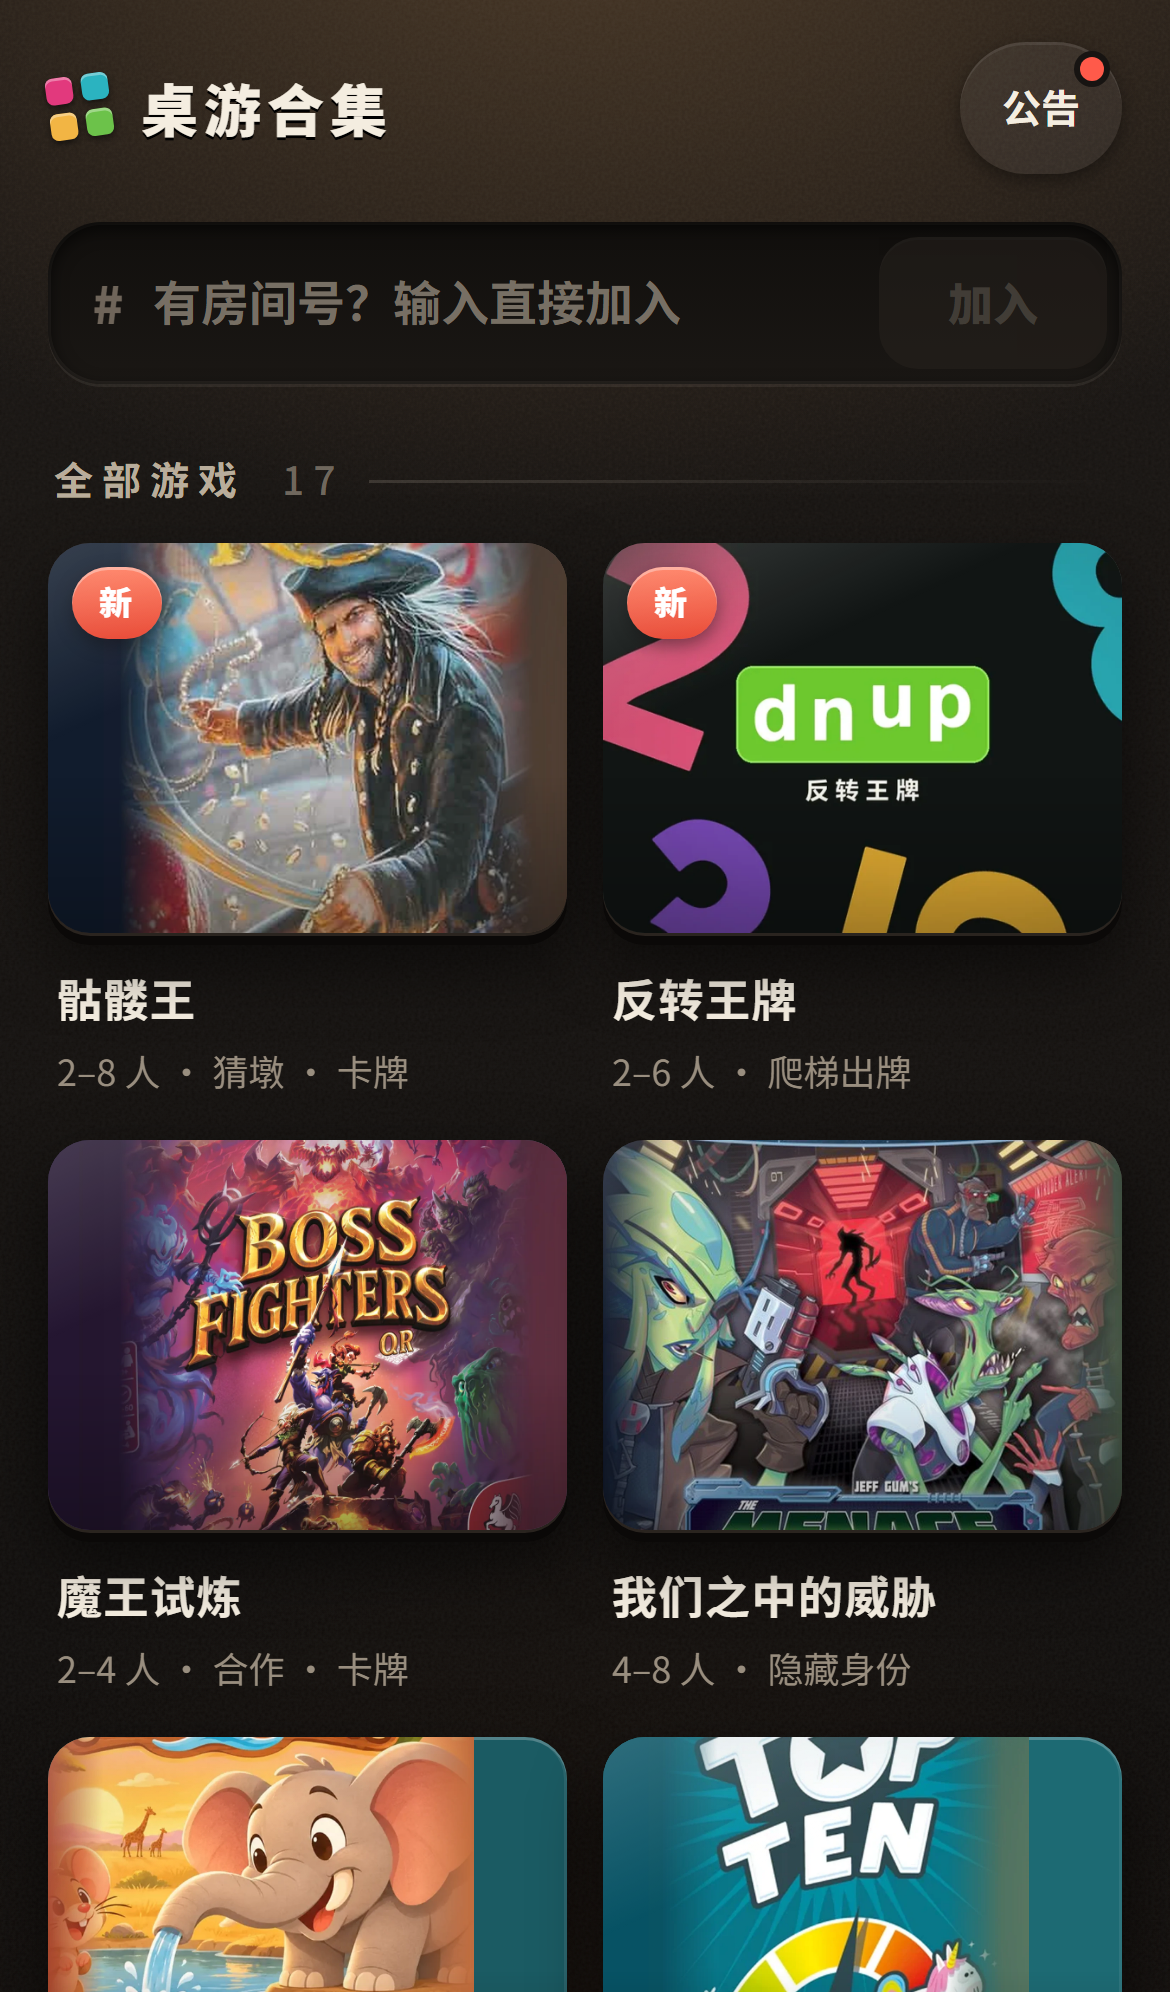 桌游合集
公告
# 有房间号？输入直接加入
加入
全部游戏 17
新
新
dnup
反转王牌
骷髅王
2–8 人 · 猜墩 · 卡牌
反转王牌
2–6 人 · 爬梯出牌
BOSS
FIGHTERS
QR
07
JEFF GUM'S
THE
MENACE
魔王试炼
2–4 人 · 合作 · 卡牌
我们之中的威胁
4–8 人 · 隐藏身份
TOP
TEN